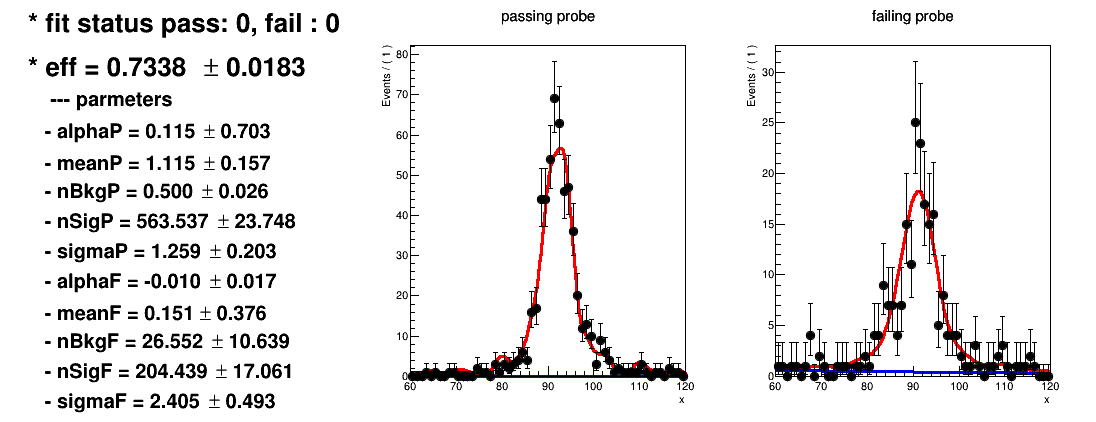 * fit status pass: 0, fail : 0
* eff = 0.7338 ± 0.0183
--- parmeters
- alphaP = 0.115 ± 0.703
- meanP = 1.115 ± 0.157
- nBkgP = 0.500 ± 0.026
- nSigP = 563.537 ± 23.748
- sigmaP = 1.259 ± 0.203
- alphaF = -0.010 ± 0.017
- meanF = 0.151 ± 0.376
- nBkgF = 26.552 ± 10.639
- nSigF = 204.439 ± 17.061
- sigmaF = 2.405 ± 0.493
passing probe
Events / ( 1 )
80
70
60
50
40
30
20
10
0
60 70 80 90 100 110 120
x
failing probe
Events / ( 1 )
30
25
20
15
10
5
0
60 70 80 90 100 110 120
x